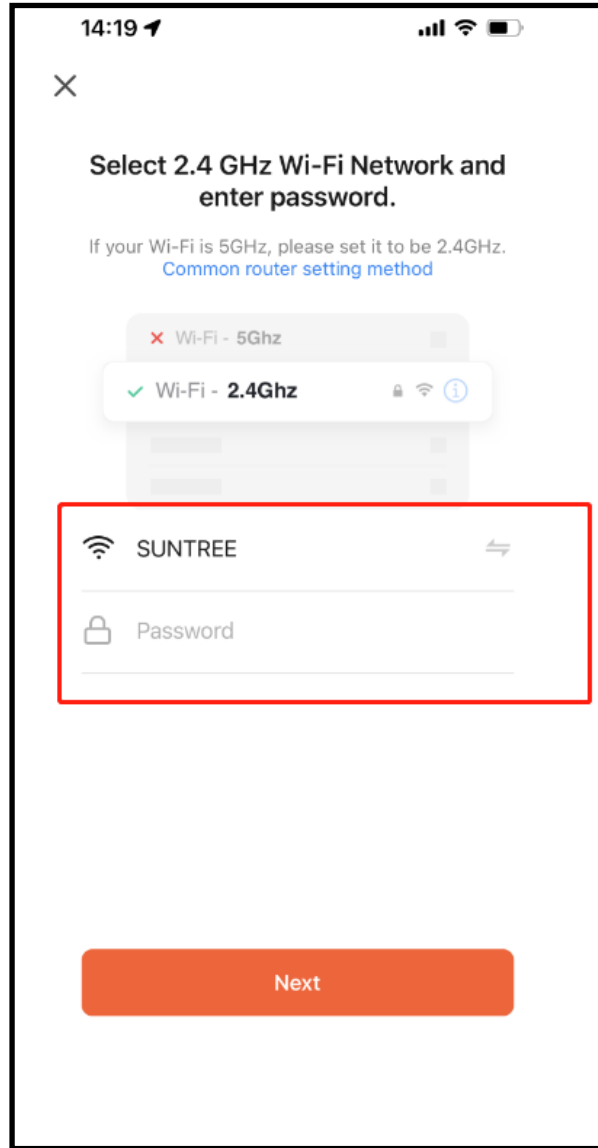 14:19
Select 2.4 GHz Wi-Fi Network and
enter password.
If your Wi-Fi is 5GHz, please set it to be 2.4GHz.
Common router setting method
Wi-Fi - 5Ghz
Wi-Fi - 2.4Ghz
SUNTREE
Password
Next